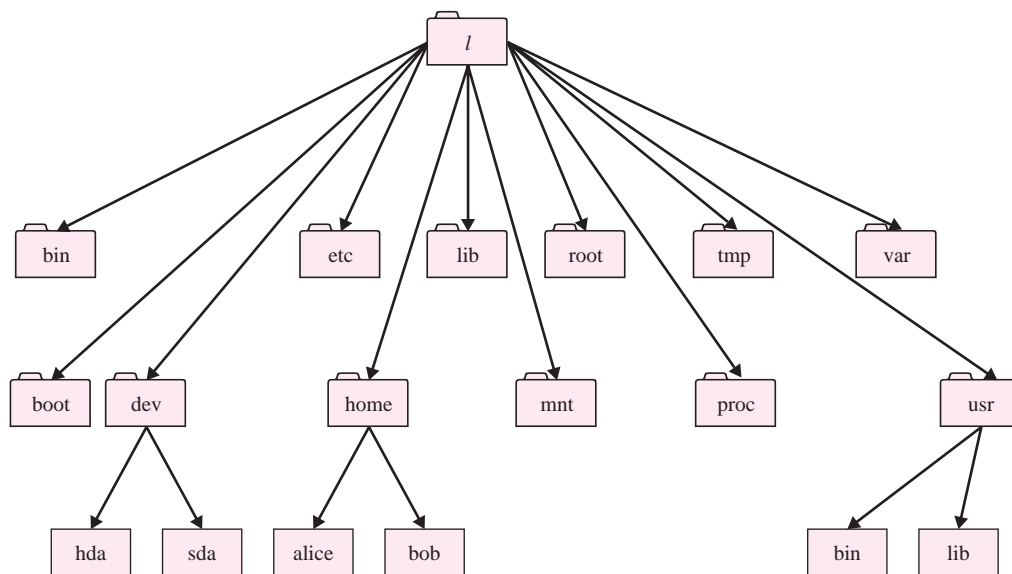 l
bin etc lib root tmp var
boot dev home mnt proc usr
hda sda alice bob bin lib